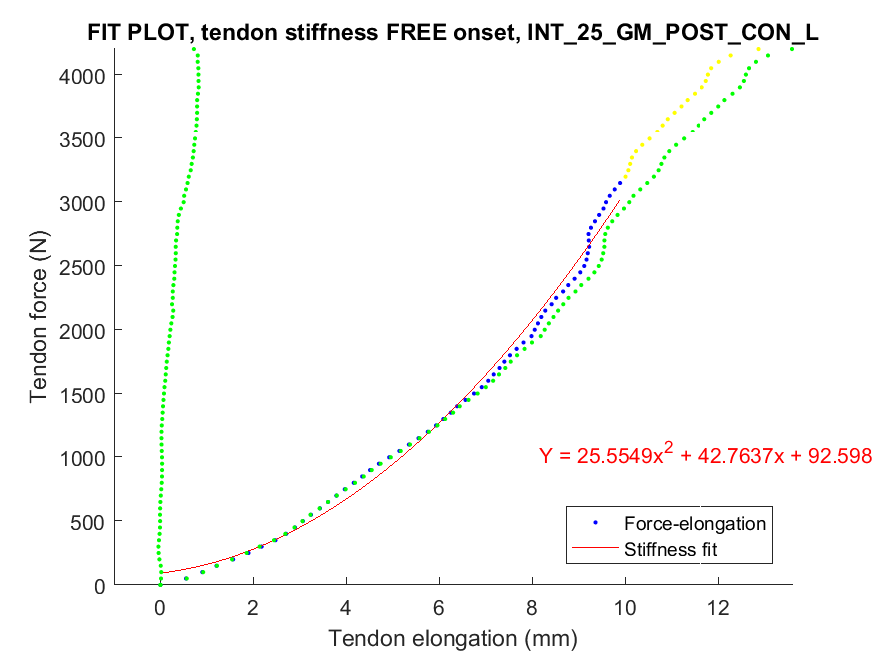 FIT PLOT, tendon stiffness FREE onset, INT_25_GM_POST_CON_L
4000
3500
3000
2500
2000
1500
1000
500
0
Tendon force (N)
Y = 25.5549x² + 42.7637x + 92.598
Force-elongation
Stiffness fit
0 2 4 6 8 10 12
Tendon elongation (mm)